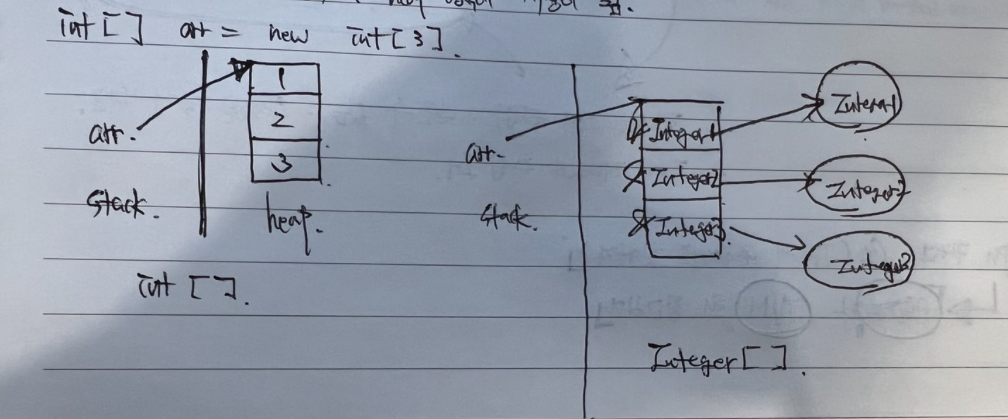 int[] arr = new int[3].
1
2
3
arr.
Stack.
heap.
int [].
arr.
Stack.
&Integer1
&Integer2
&Integer3
Integer1
Integer2
Integer3
Integer[].